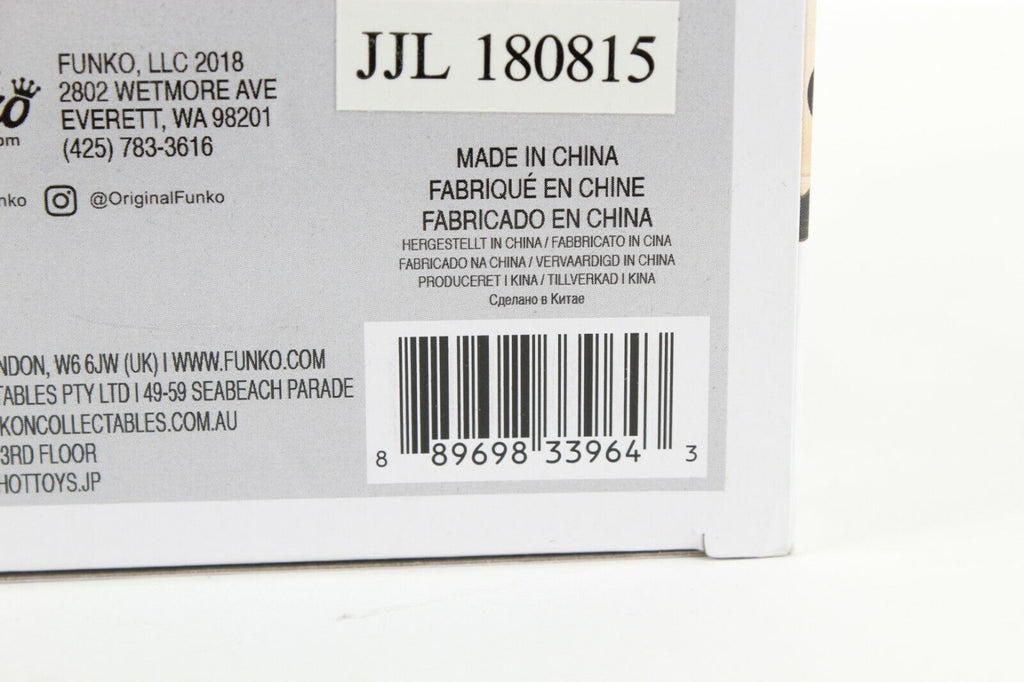 FUNKO, LLC 2018
2802 WETMORE AVE
EVERETT, WA 98201
(425) 783-3616
@OriginalFunko
JJL 180815
MADE IN CHINA
FABRIQUÉ EN CHINE
FABRICADO EN CHINA
HERGESTELLT IN CHINA / FABBRICATO IN CINA
FABRICADO NA CHINA / VERVAARDIGD IN CHINA
PRODUCERET I KINA / TILLVERKAD I KINA
Сделано в Китае
NDON, W6 6JW (UK) I WWW.FUNKO.COM
TABLES PTY LTD I 49-59 SEABEACH PARADE
KONCOLLECTABLES.COM.AU
3RD FLOOR
HOTTOYS.JP
8 89698 33964 3